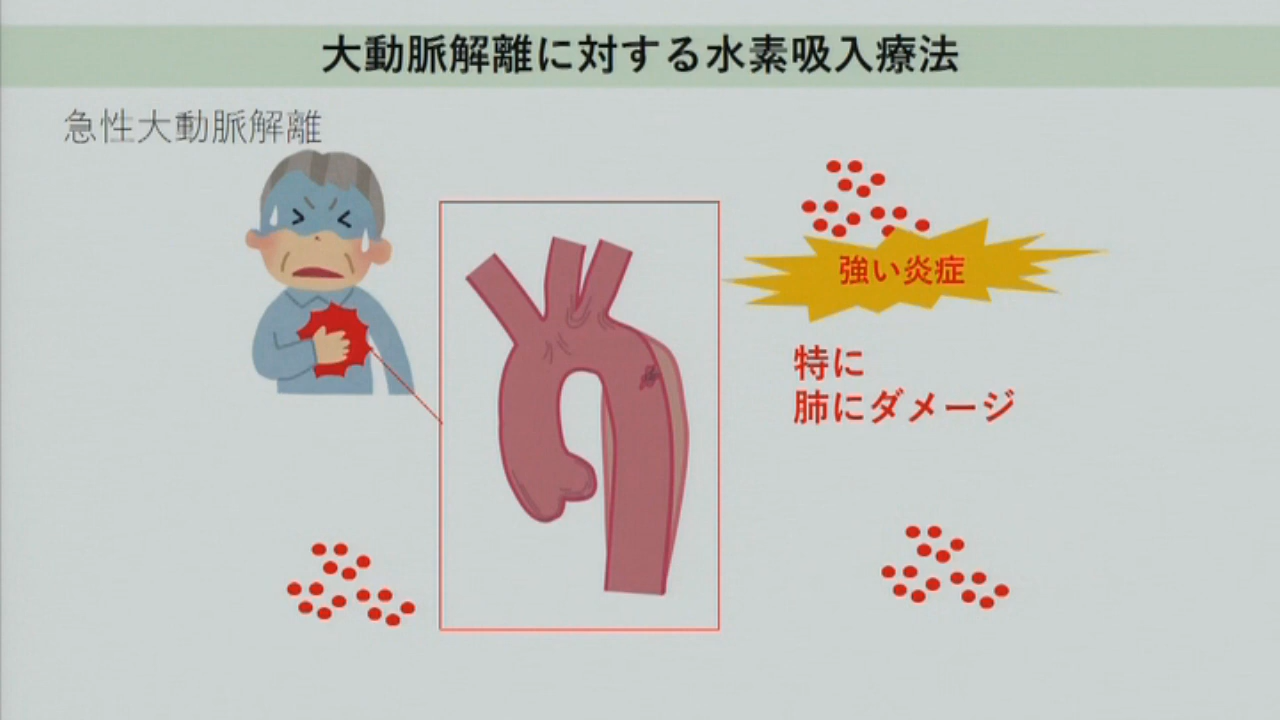 大動脈解離に対する水素吸入療法
急性大動脈解離
強い炎症
特に
肺にダメージ